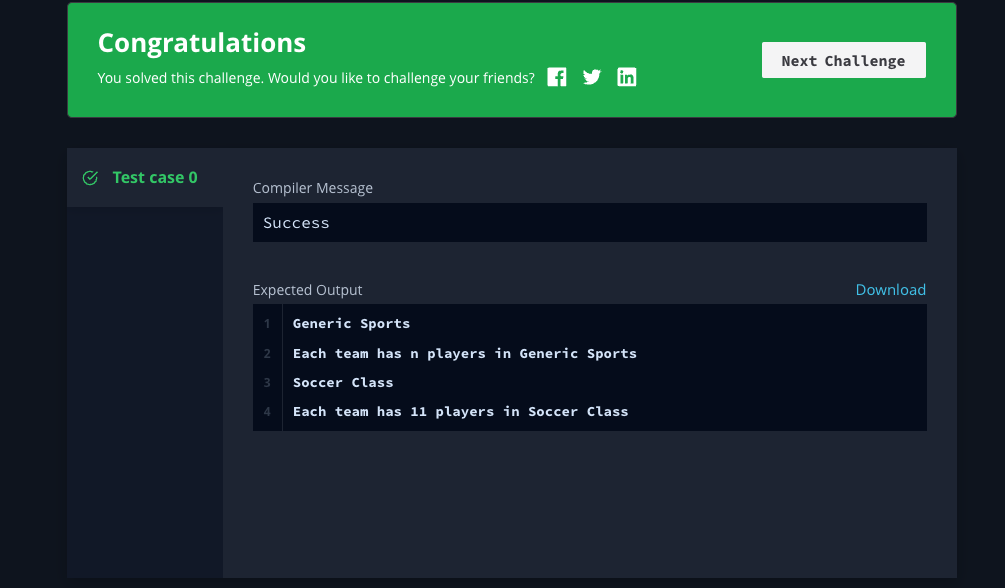 Congratulations
You solved this challenge. Would you like to challenge your friends?
Next Challenge
Test case 0
Compiler Message
Success
Expected Output
Download
1 Generic Sports
2 Each team has n players in Generic Sports
3 Soccer Class
4 Each team has 11 players in Soccer Class